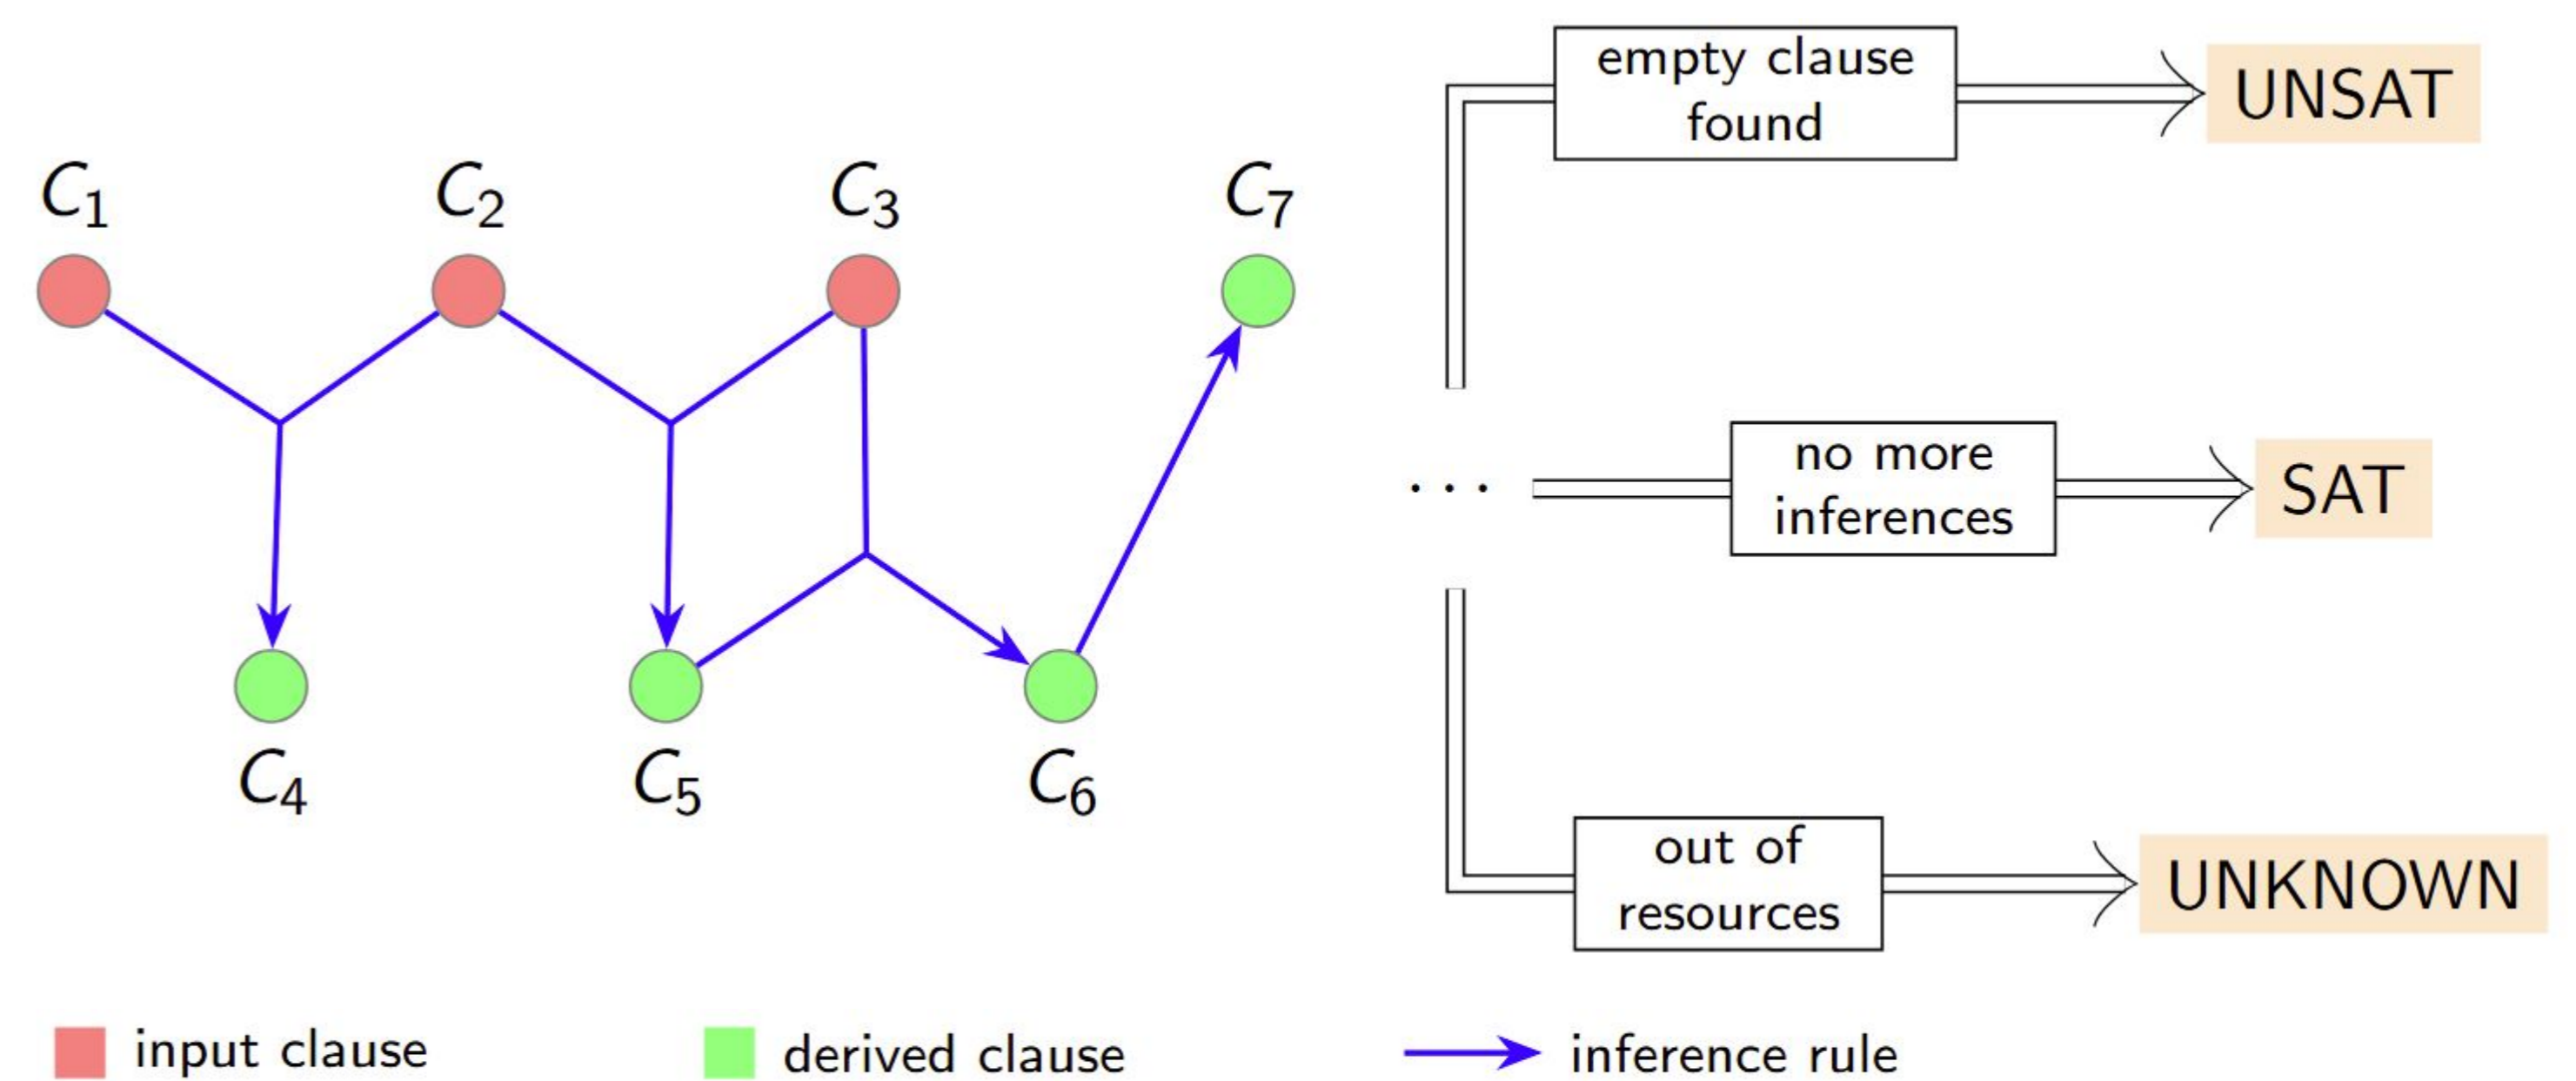 C1
C2
C3
C7
C4
C5
C6
empty clause
found
UNSAT
...
no more
inferences
SAT
out of
resources
UNKNOWN
input clause
derived clause
inference rule